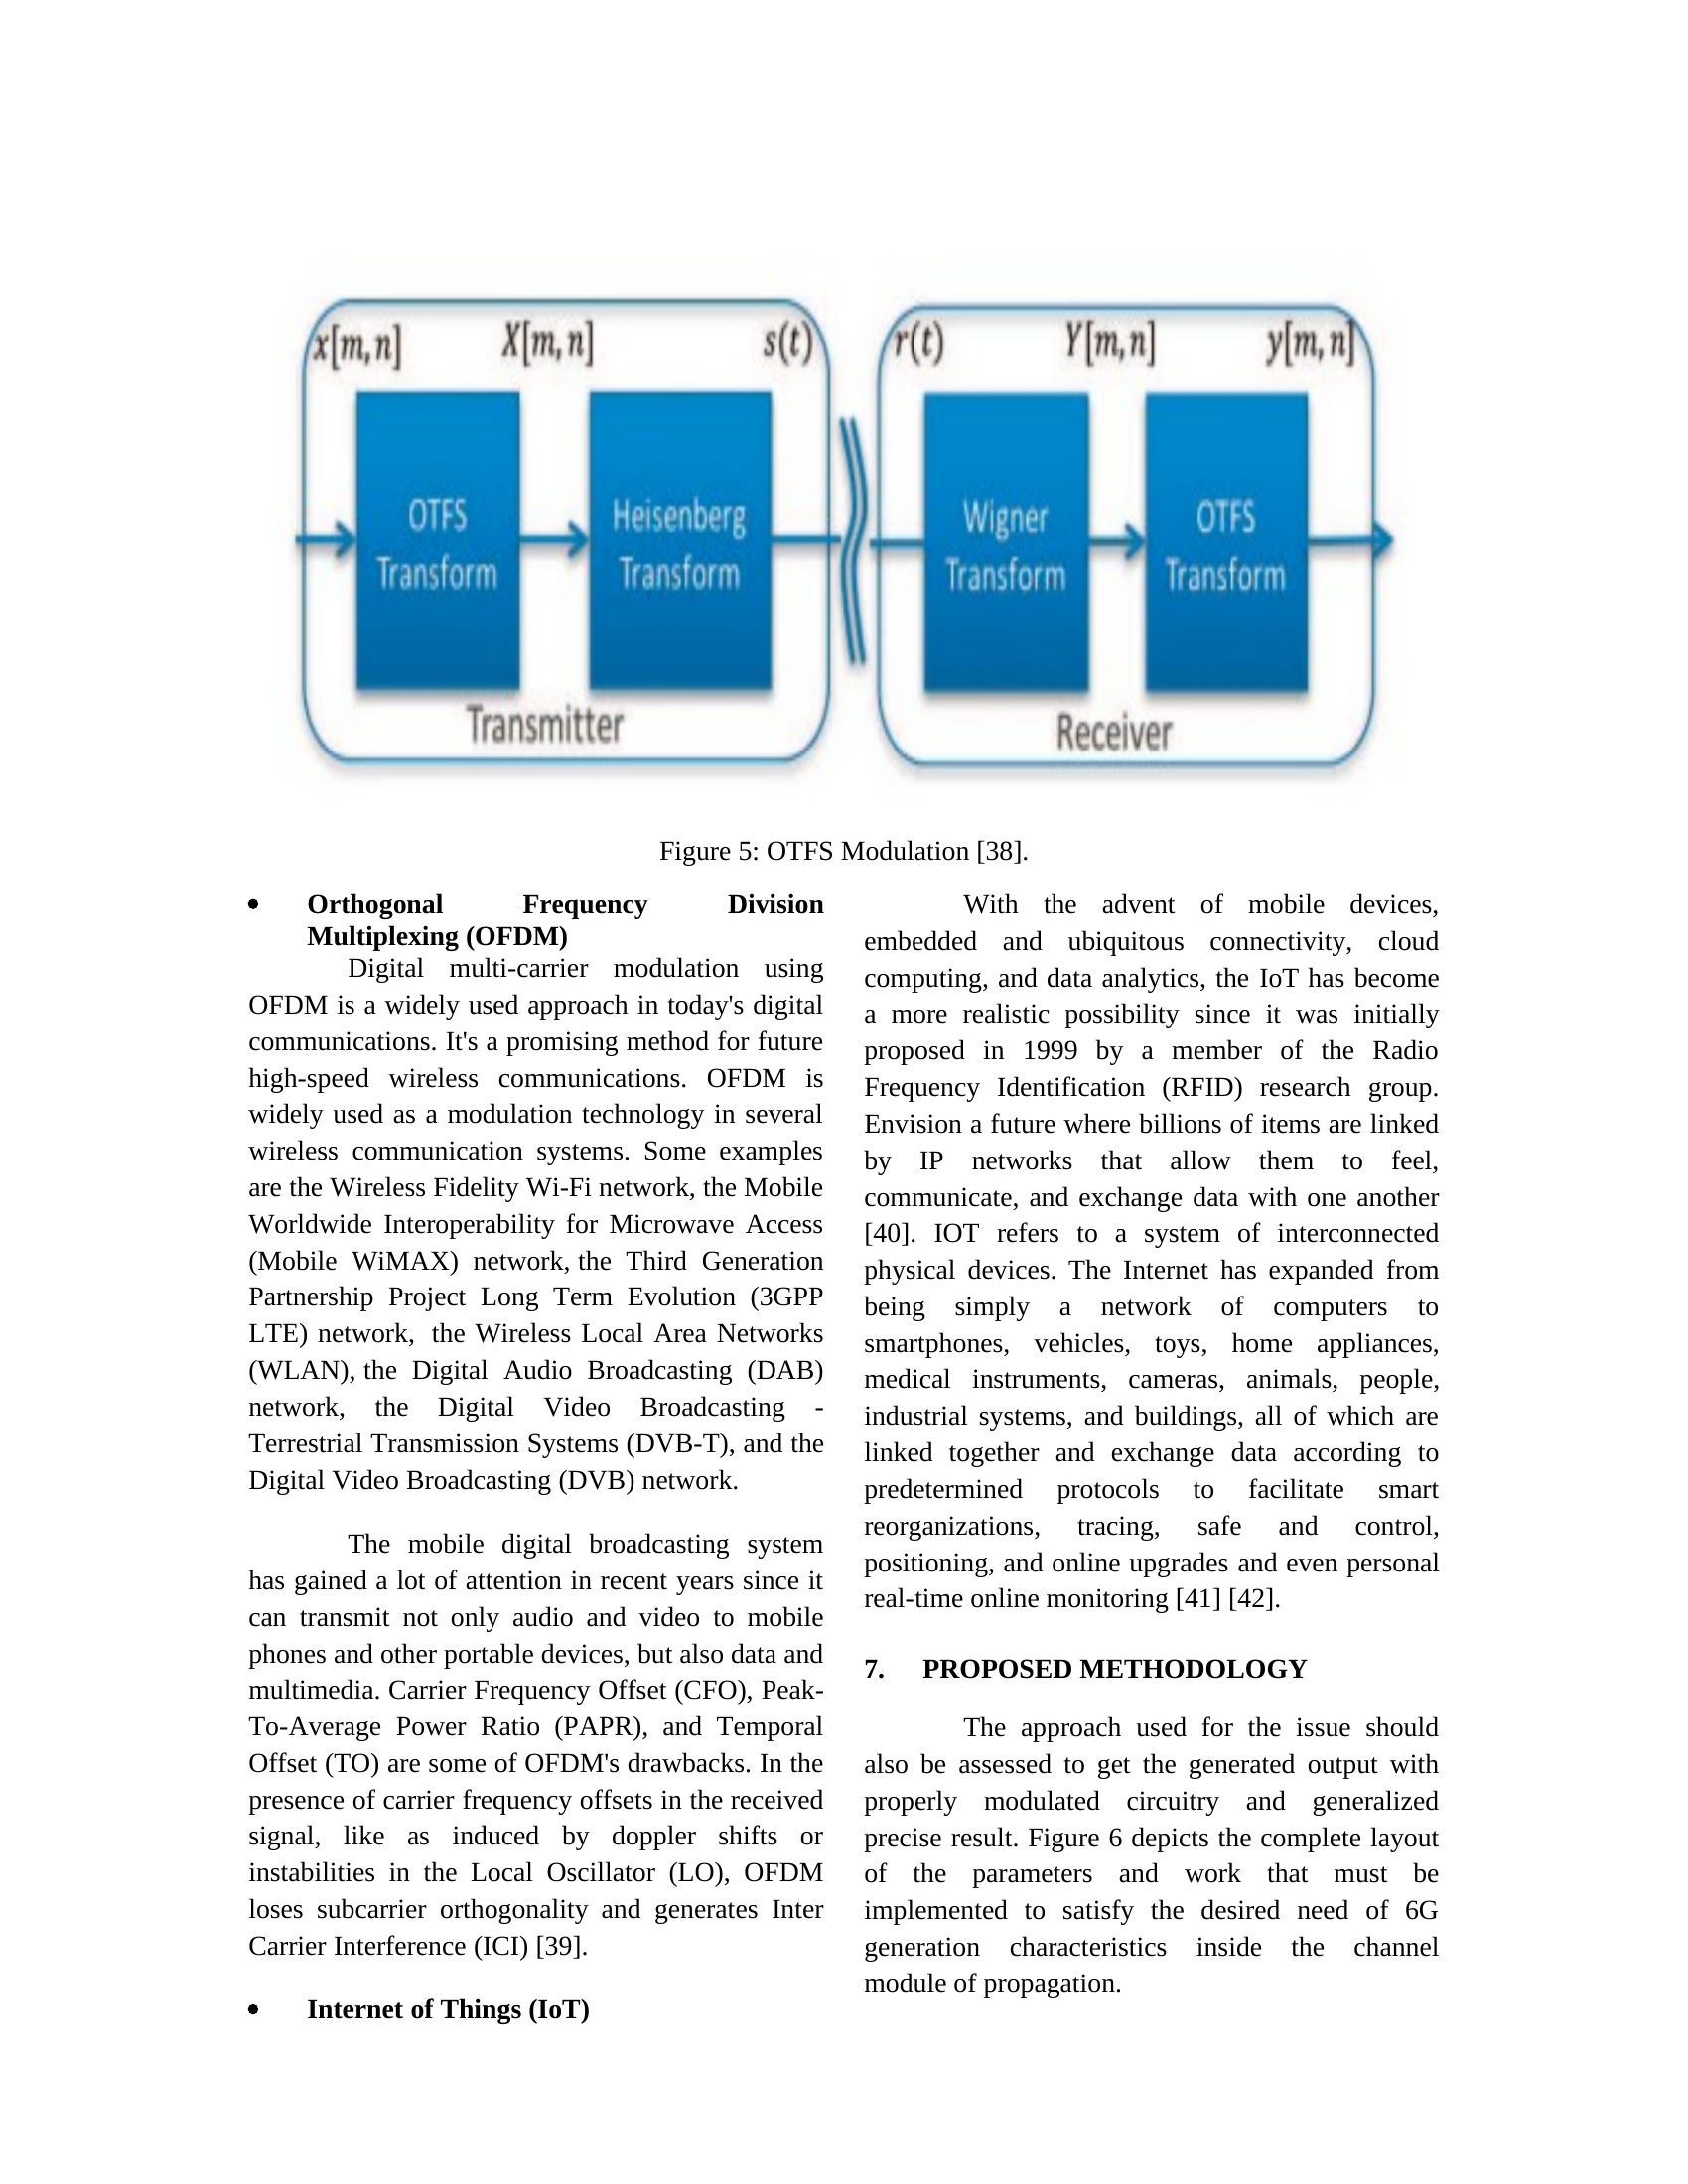 x[m,n] X[m,n] s(t) r(t) Y[m,n] y[m,n]
OTFS
Transform
Heisenberg
Transform
Wigner
Transform
OTFS
Transform
Transmitter
Receiver
Figure 5: OTFS Modulation [38].
• Orthogonal Frequency Division
Multiplexing (OFDM)
Digital multi-carrier modulation using
OFDM is a widely used approach in today's digital
communications. It's a promising method for future
high-speed wireless communications. OFDM is
widely used as a modulation technology in several
wireless communication systems. Some examples
are the Wireless Fidelity Wi-Fi network, the Mobile
Worldwide Interoperability for Microwave Access
(Mobile WiMAX) network, the Third Generation
Partnership Project Long Term Evolution (3GPP
LTE) network, the Wireless Local Area Networks
(WLAN), the Digital Audio Broadcasting (DAB)
network, the Digital Video Broadcasting -
Terrestrial Transmission Systems (DVB-T), and the
Digital Video Broadcasting (DVB) network.
The mobile digital broadcasting system
has gained a lot of attention in recent years since it
can transmit not only audio and video to mobile
phones and other portable devices, but also data and
multimedia. Carrier Frequency Offset (CFO), Peak-
To-Average Power Ratio (PAPR), and Temporal
Offset (TO) are some of OFDM's drawbacks. In the
presence of carrier frequency offsets in the received
signal, like as induced by doppler shifts or
instabilities in the Local Oscillator (LO), OFDM
loses subcarrier orthogonality and generates Inter
Carrier Interference (ICI) [39].
• Internet of Things (IoT)
With the advent of mobile devices,
embedded and ubiquitous connectivity, cloud
computing, and data analytics, the IoT has become
a more realistic possibility since it was initially
proposed in 1999 by a member of the Radio
Frequency Identification (RFID) research group.
Envision a future where billions of items are linked
by IP networks that allow them to feel,
communicate, and exchange data with one another
[40]. IOT refers to a system of interconnected
physical devices. The Internet has expanded from
being simply a network of computers to
smartphones, vehicles, toys, home appliances,
medical instruments, cameras, animals, people,
industrial systems, and buildings, all of which are
linked together and exchange data according to
predetermined protocols to facilitate smart
reorganizations, tracing, safe and control,
positioning, and online upgrades and even personal
real-time online monitoring [41] [42].
7. PROPOSED METHODOLOGY
The approach used for the issue should
also be assessed to get the generated output with
properly modulated circuitry and generalized
precise result. Figure 6 depicts the complete layout
of the parameters and work that must be
implemented to satisfy the desired need of 6G
generation characteristics inside the channel
module of propagation.